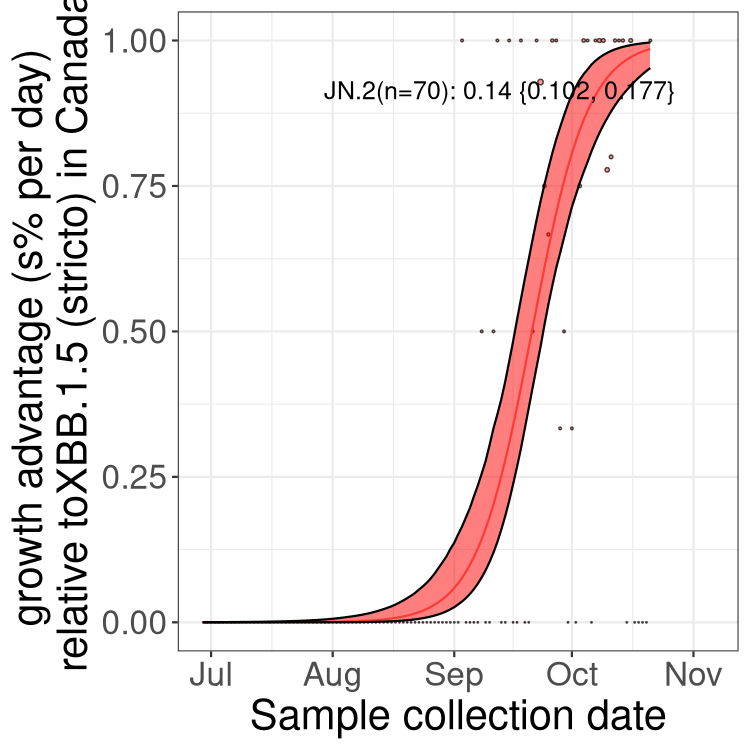 growth advantage (s% per day)
relative toXBB.1.5 (stricto) in Canada
1.00
0.75
0.50
0.25
0.00
JN.2(n=70): 0.14 {0.102, 0.177}
Jul Aug Sep Oct Nov
Sample collection date